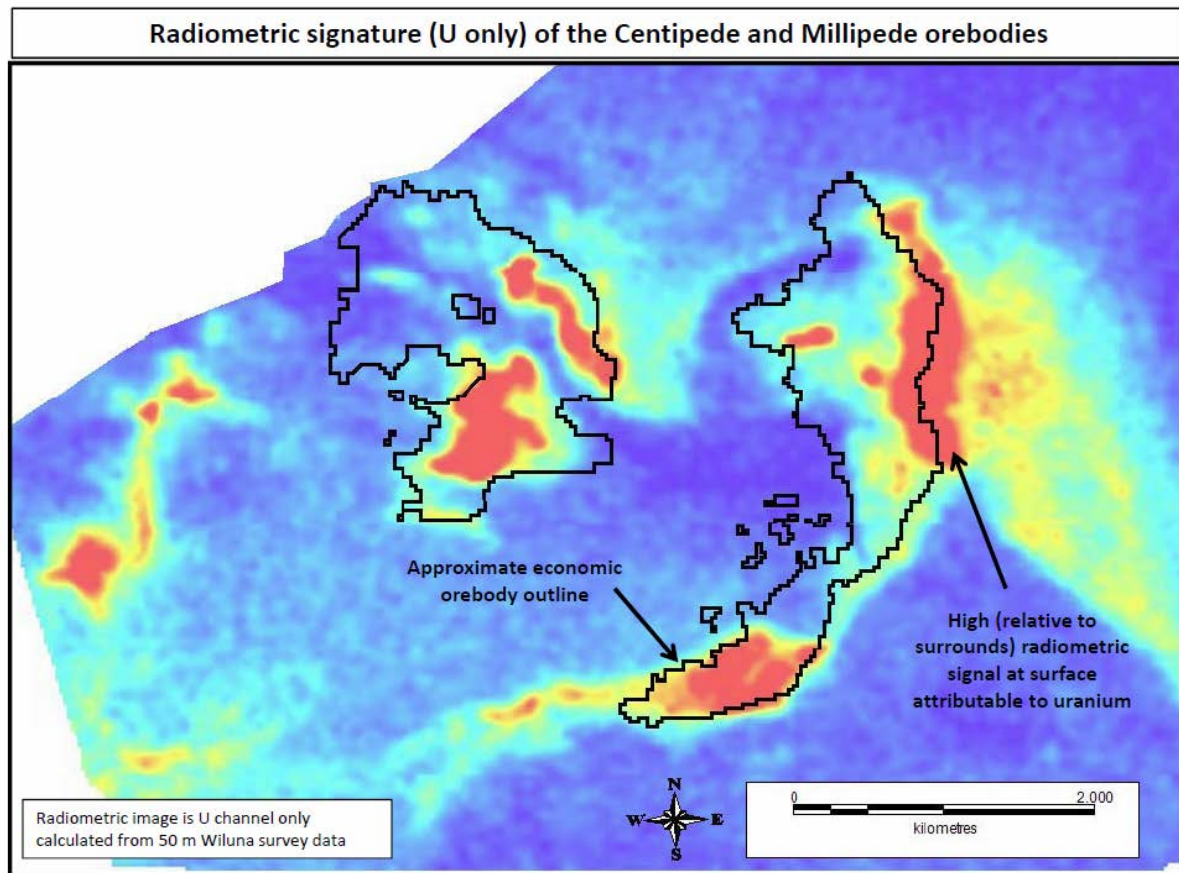 Radiometric signature (U only) of the Centipede and Millipede orebodies
Approximate economic
orebody outline
High (relative to
surrounds) radiometric
signal at surface
attributable to uranium
Radiometric image is U channel only
calculated from 50 m Wiluna survey data
N
W E
S
0 2.000
kilometres